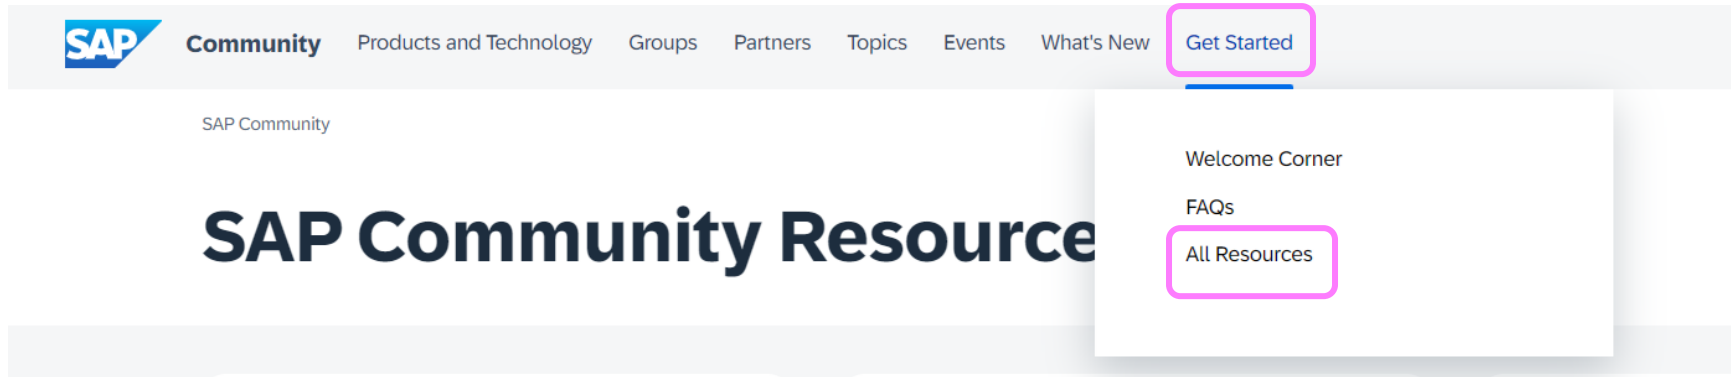 SAP Community Products and Technology Groups Partners Topics Events What's New Get Started
SAP Community
Welcome Corner
FAQs
SAP Community Resource
All Resources